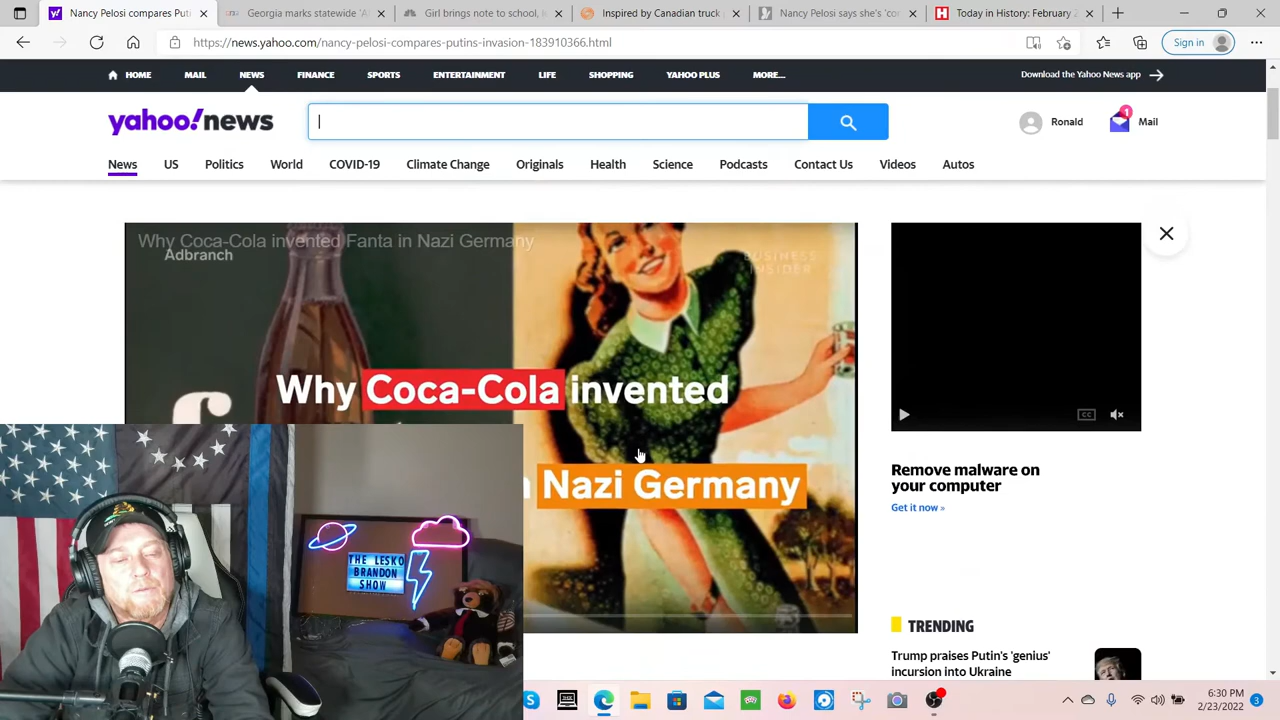 Nancy Pelosi compares Puti
Georgia marks statewide 'A
Girl brings note to school, N
Inspired by Canadian truck
Nancy Pelosi says she's 'co
Today in History: February 2
https://news.yahoo.com/nancy-pelosi-compares-putins-invasion-183910366.html
Sign in
HOME MAIL NEWS FINANCE SPORTS ENTERTAINMENT LIFE SHOPPING YAHOO PLUS MORE... Download the Yahoo News app
yahoo!news
Ronald
1
Mail
News US Politics World COVID-19 Climate Change Originals Health Science Podcasts Contact Us Videos Autos
Why Coca-Cola invented Fanta in Nazi Germany
Adbranch
BUSINESS
INSIDER
Why Coca-Cola invented
Nazi Germany
CC
Remove malware on
your computer
Get it now »
THE LESKO
BRANDON
SHOW
TRENDING
Trump praises Putin's 'genius'
incursion into Ukraine
6:30 PM
2/23/2022
3